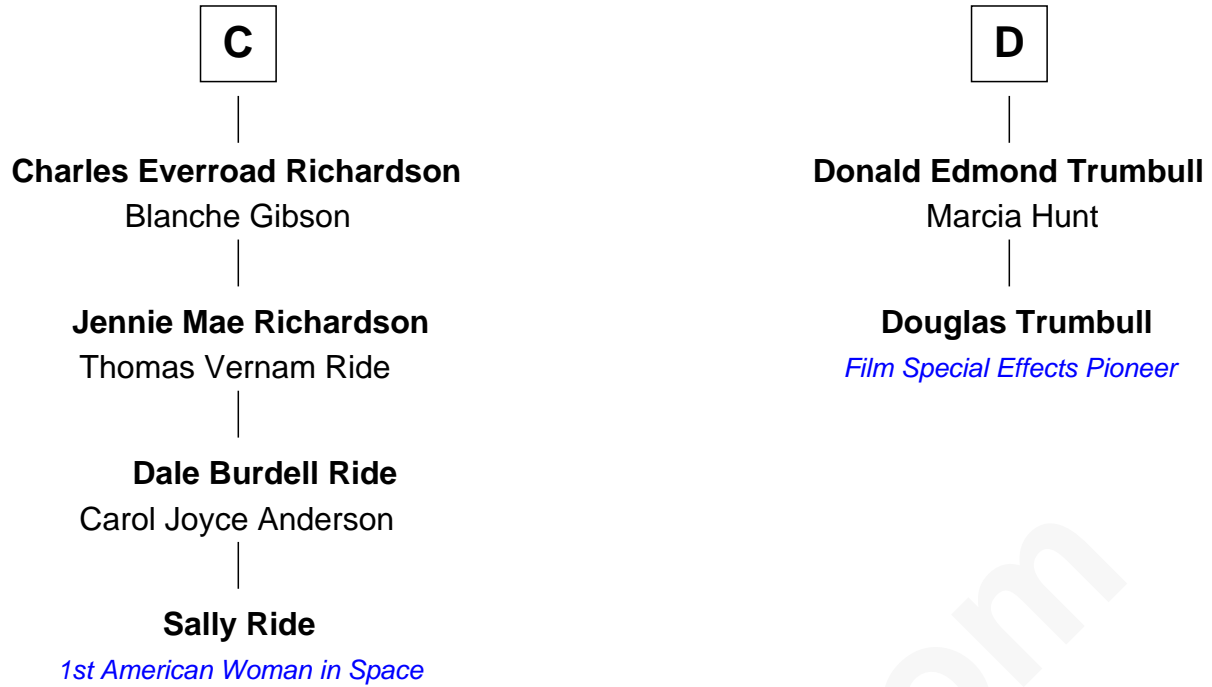 C
Charles Everroad Richardson
Blanche Gibson
Jennie Mae Richardson
Thomas Vernam Ride
Dale Burdell Ride
Carol Joyce Anderson
Sally Ride
1st American Woman in Space
D
Donald Edmond Trumbull
Marcia Hunt
Douglas Trumbull
Film Special Effects Pioneer
om